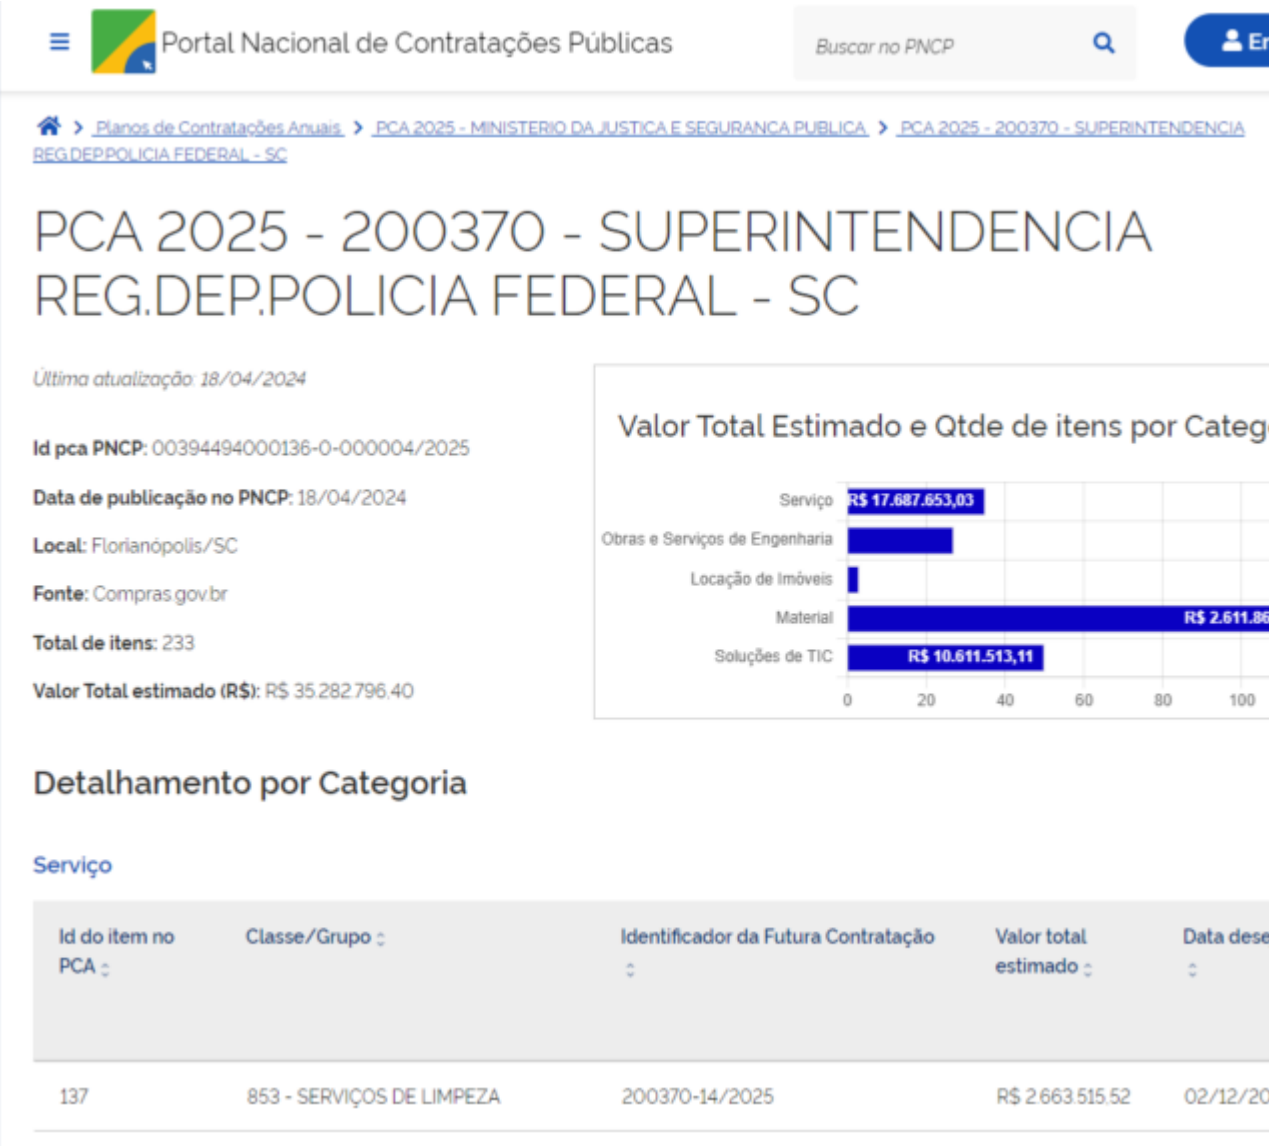 Portal Nacional de Contratações Públicas
Buscar no PNCP
Planos de Contratações Anuais > PCA 2025 - MINISTERIO DA JUSTICA E SEGURANCA PUBLICA > PCA 2025 - 200370 - SUPERINTENDENCIA
REG.DEP.POLICIA FEDERAL - SC
PCA 2025 - 200370 - SUPERINTENDENCIA
REG.DEP.POLICIA FEDERAL - SC
Última atualização: 18/04/2024
Id pca PNCP: 00394494000136-0-000004/2025
Data de publicação no PNCP: 18/04/2024
Local: Florianópolis/SC
Fonte: Compras.gov.br
Total de itens: 233
Valor Total estimado (R$): R$ 35.282.796,40
Valor Total Estimado e Qtde de itens por
Serviço R$ 17.687.653,03
Obras e Serviços de Engenharia
Locação de Imóveis
Material
Soluções de TIC R$ 10.611.513,11
0 20 40 60 80 100
Detalhamento por Categoria
Serviço
Id do item no
PCA
Classe/Grupo
Identificador da Futura Contratação
Valor total
estimado
Data
137 853 - SERVIÇOS DE LIMPEZA 200370-14/2025 R$ 2.663.515,52